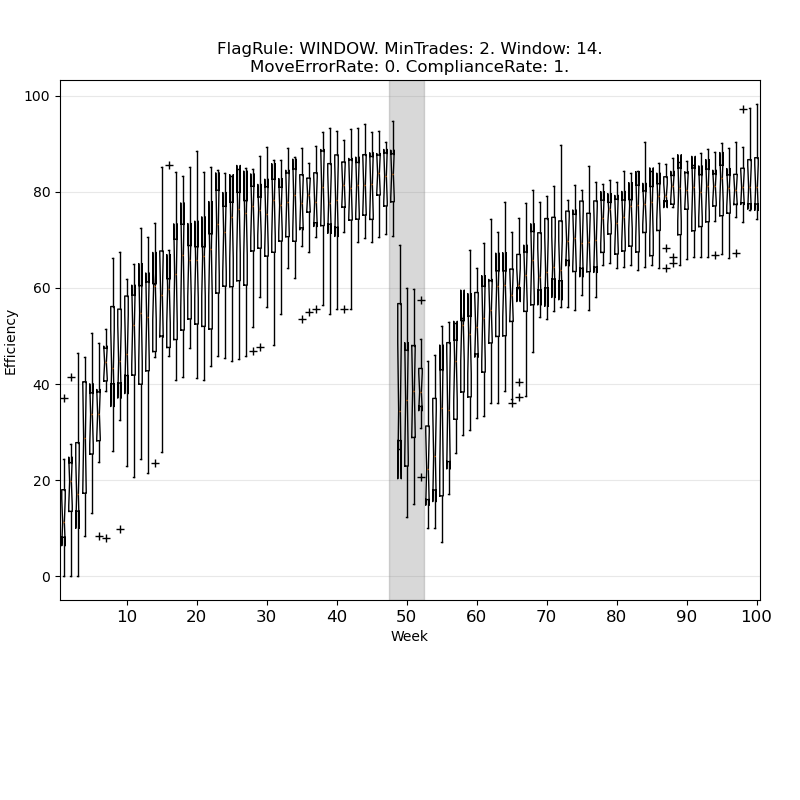 FlagRule: WINDOW. MinTrades: 2. Window: 14.
MoveErrorRate: 0. ComplianceRate: 1.
100
80
60
40
20
0
Efficiency
10 20 30 40 50 60 70 80 90 100
Week